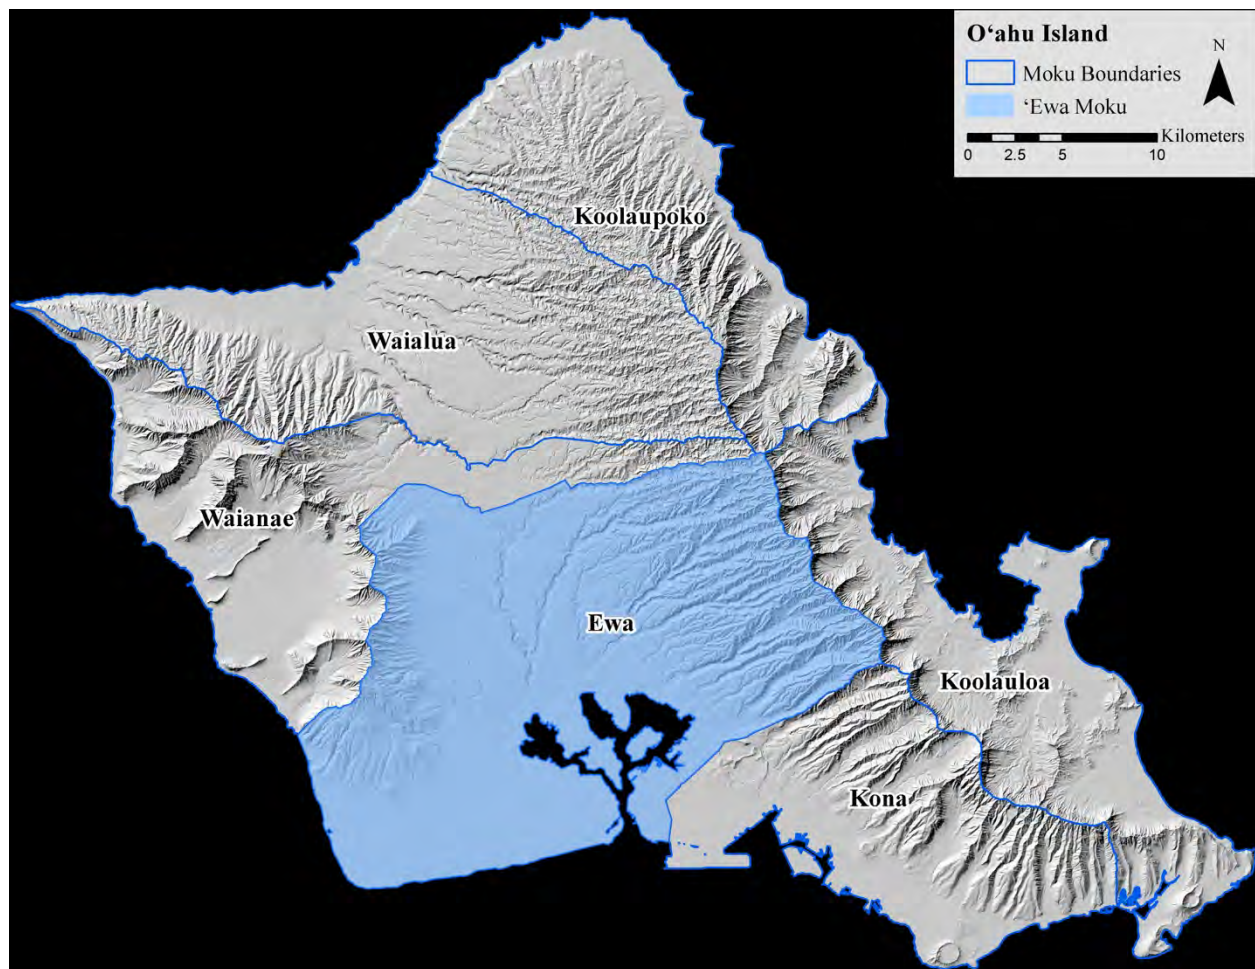 O‘ahu Island
N
Moku Boundaries
‘Ewa Moku
Kilometers
0 2.5 5 10
Koolaupoko
Waialua
Waianae
Ewa
Koolauloa
Kona